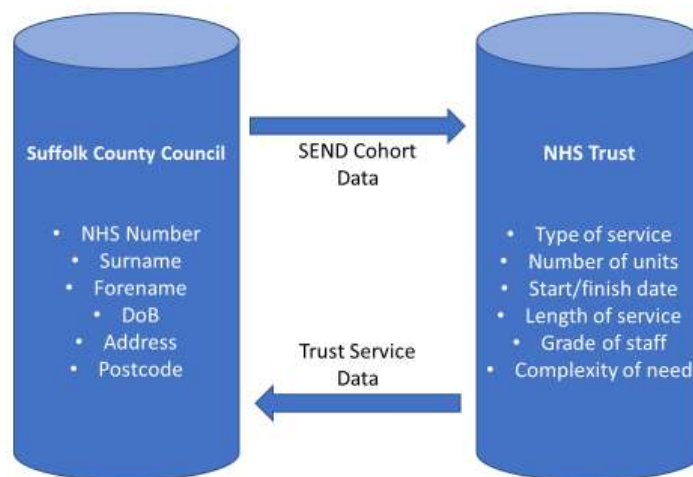 Suffolk County Council
• NHS Number
• Surname
• Forename
• DoB
• Address
• Postcode
SEND Cohort
Data
Trust Service
Data
NHS Trust
• Type of service
• Number of units
• Start/finish date
• Length of service
• Grade of staff
• Complexity of need